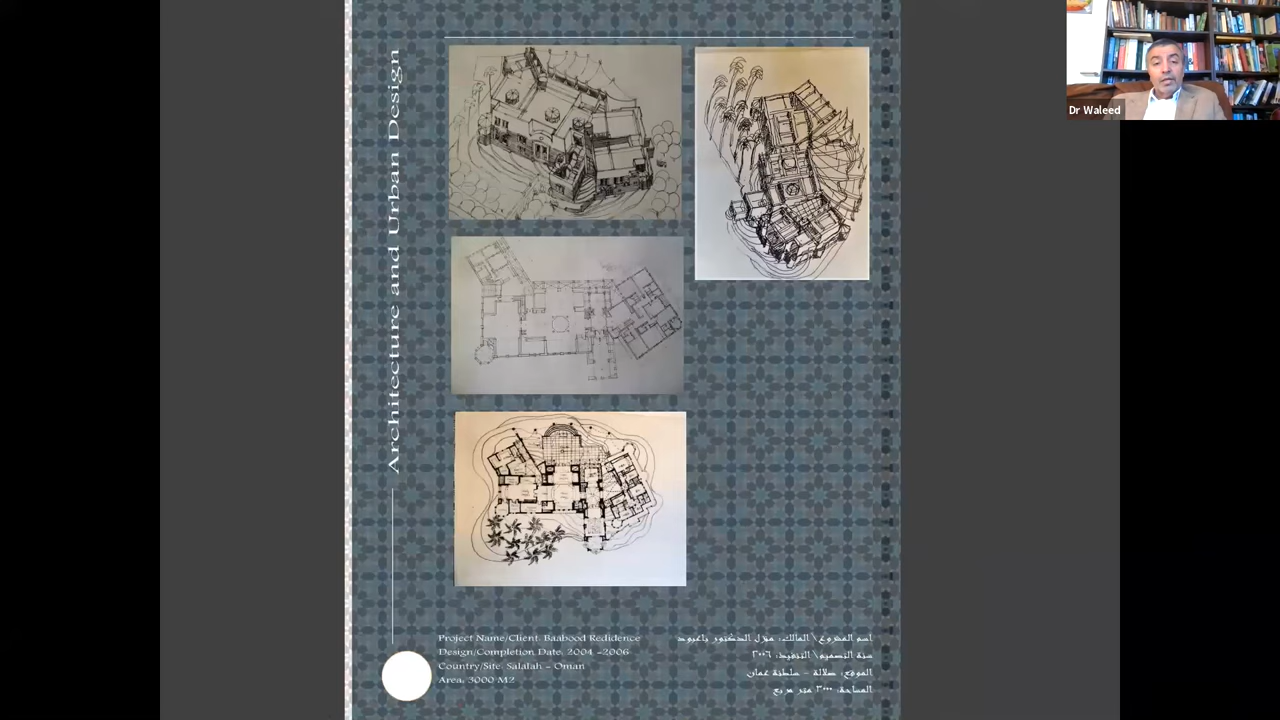 Dr Waleed
Architecture and Urban Design
Project Name/Client: Baabood Redidence
Design/Completion Date: 2004 -2006
Country/Site: Salalah - Oman
Area: 3000 M2
اسم المشروع\ المالك: منزل الدكتور باعبود
سنة التصميم\ التنفيذ: ٢٠٠٦
الموقع: صلالة - سلطنة عمان
المساحة: ٣٠٠٠ متر مربع